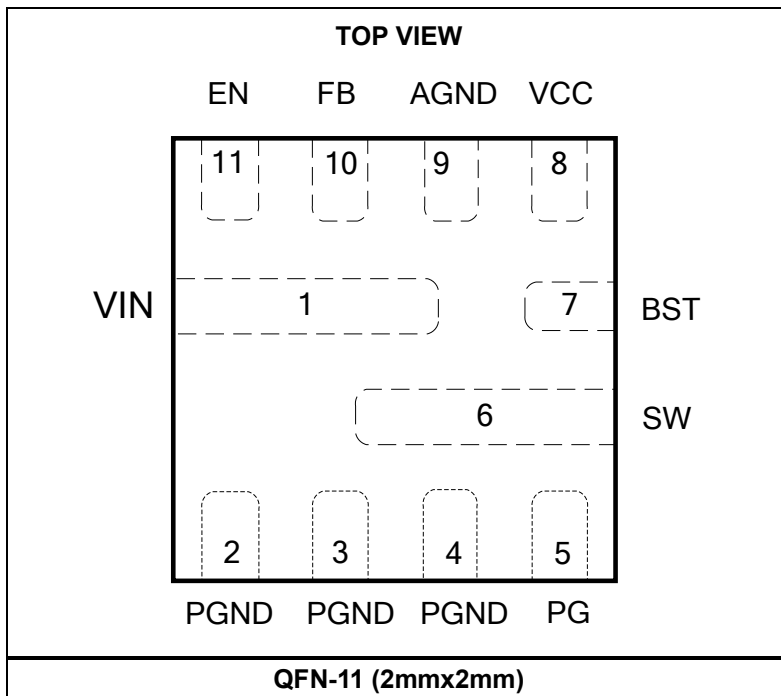 TOP VIEW
EN FB AGND VCC
11 10 9 8
VIN 1 7 BST
6 SW
2 3 4 5
PGND PGND PGND PG
QFN-11 (2mmx2mm)